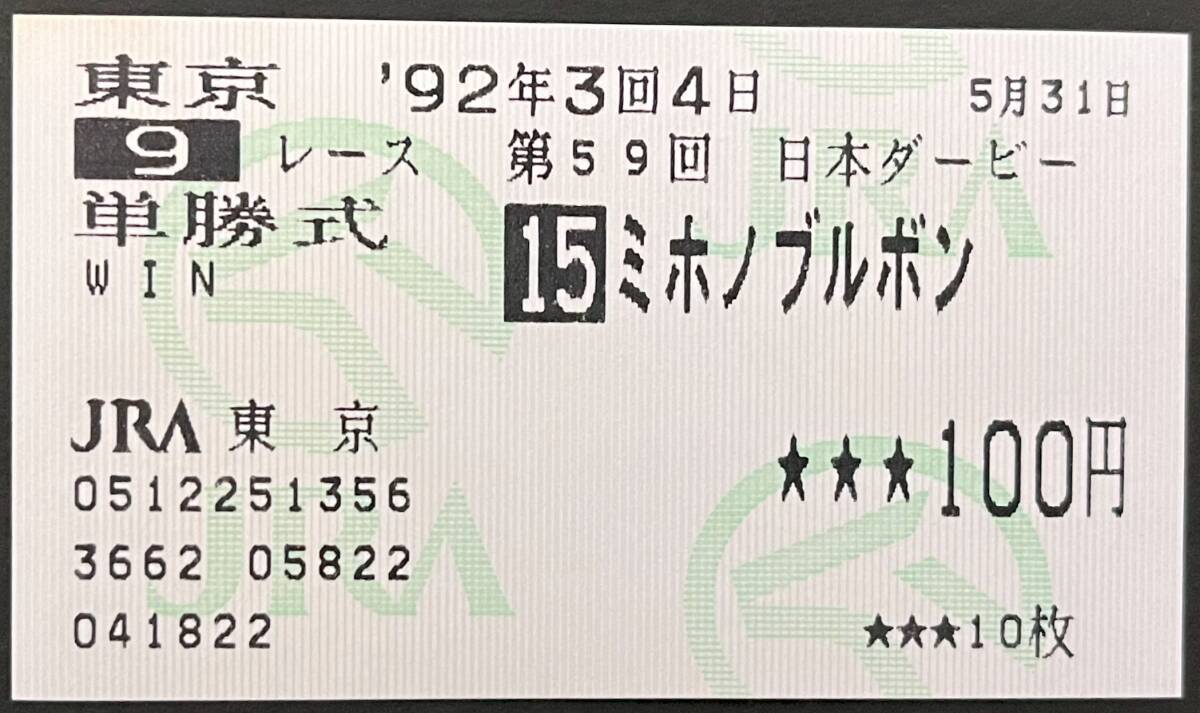 東京 '92年3回4日 5月31日
9 レース 第59回 日本ダービー
単勝式
WIN
15 ミホノブルボン
JRA 東京
0512251356
3662 05822
041822
★★★100円
★★★10枚
JRA
JRA